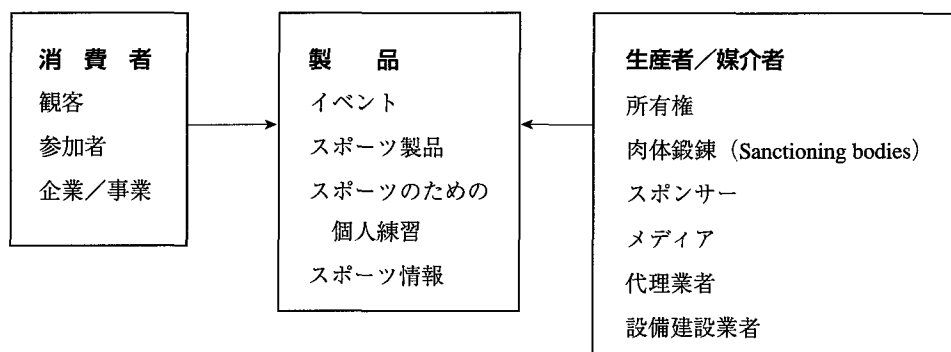 消費者
観客
参加者
企業／事業
製品
イベント
スポーツ製品
スポーツのための
個人練習
スポーツ情報
生産者／媒介者
所有権
肉体鍛錬（Sanctioning bodies）
スポンサー
メディア
代理業者
設備建設業者